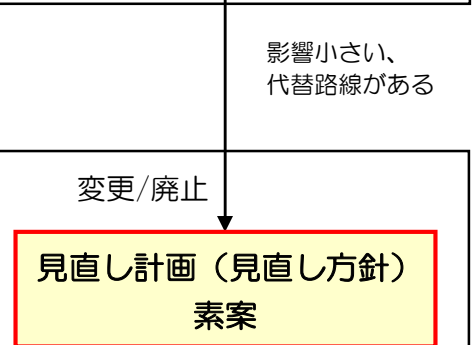 影響小さい、
代替路線がある
変更/廃止
見直し計画（見直し方針）
素案